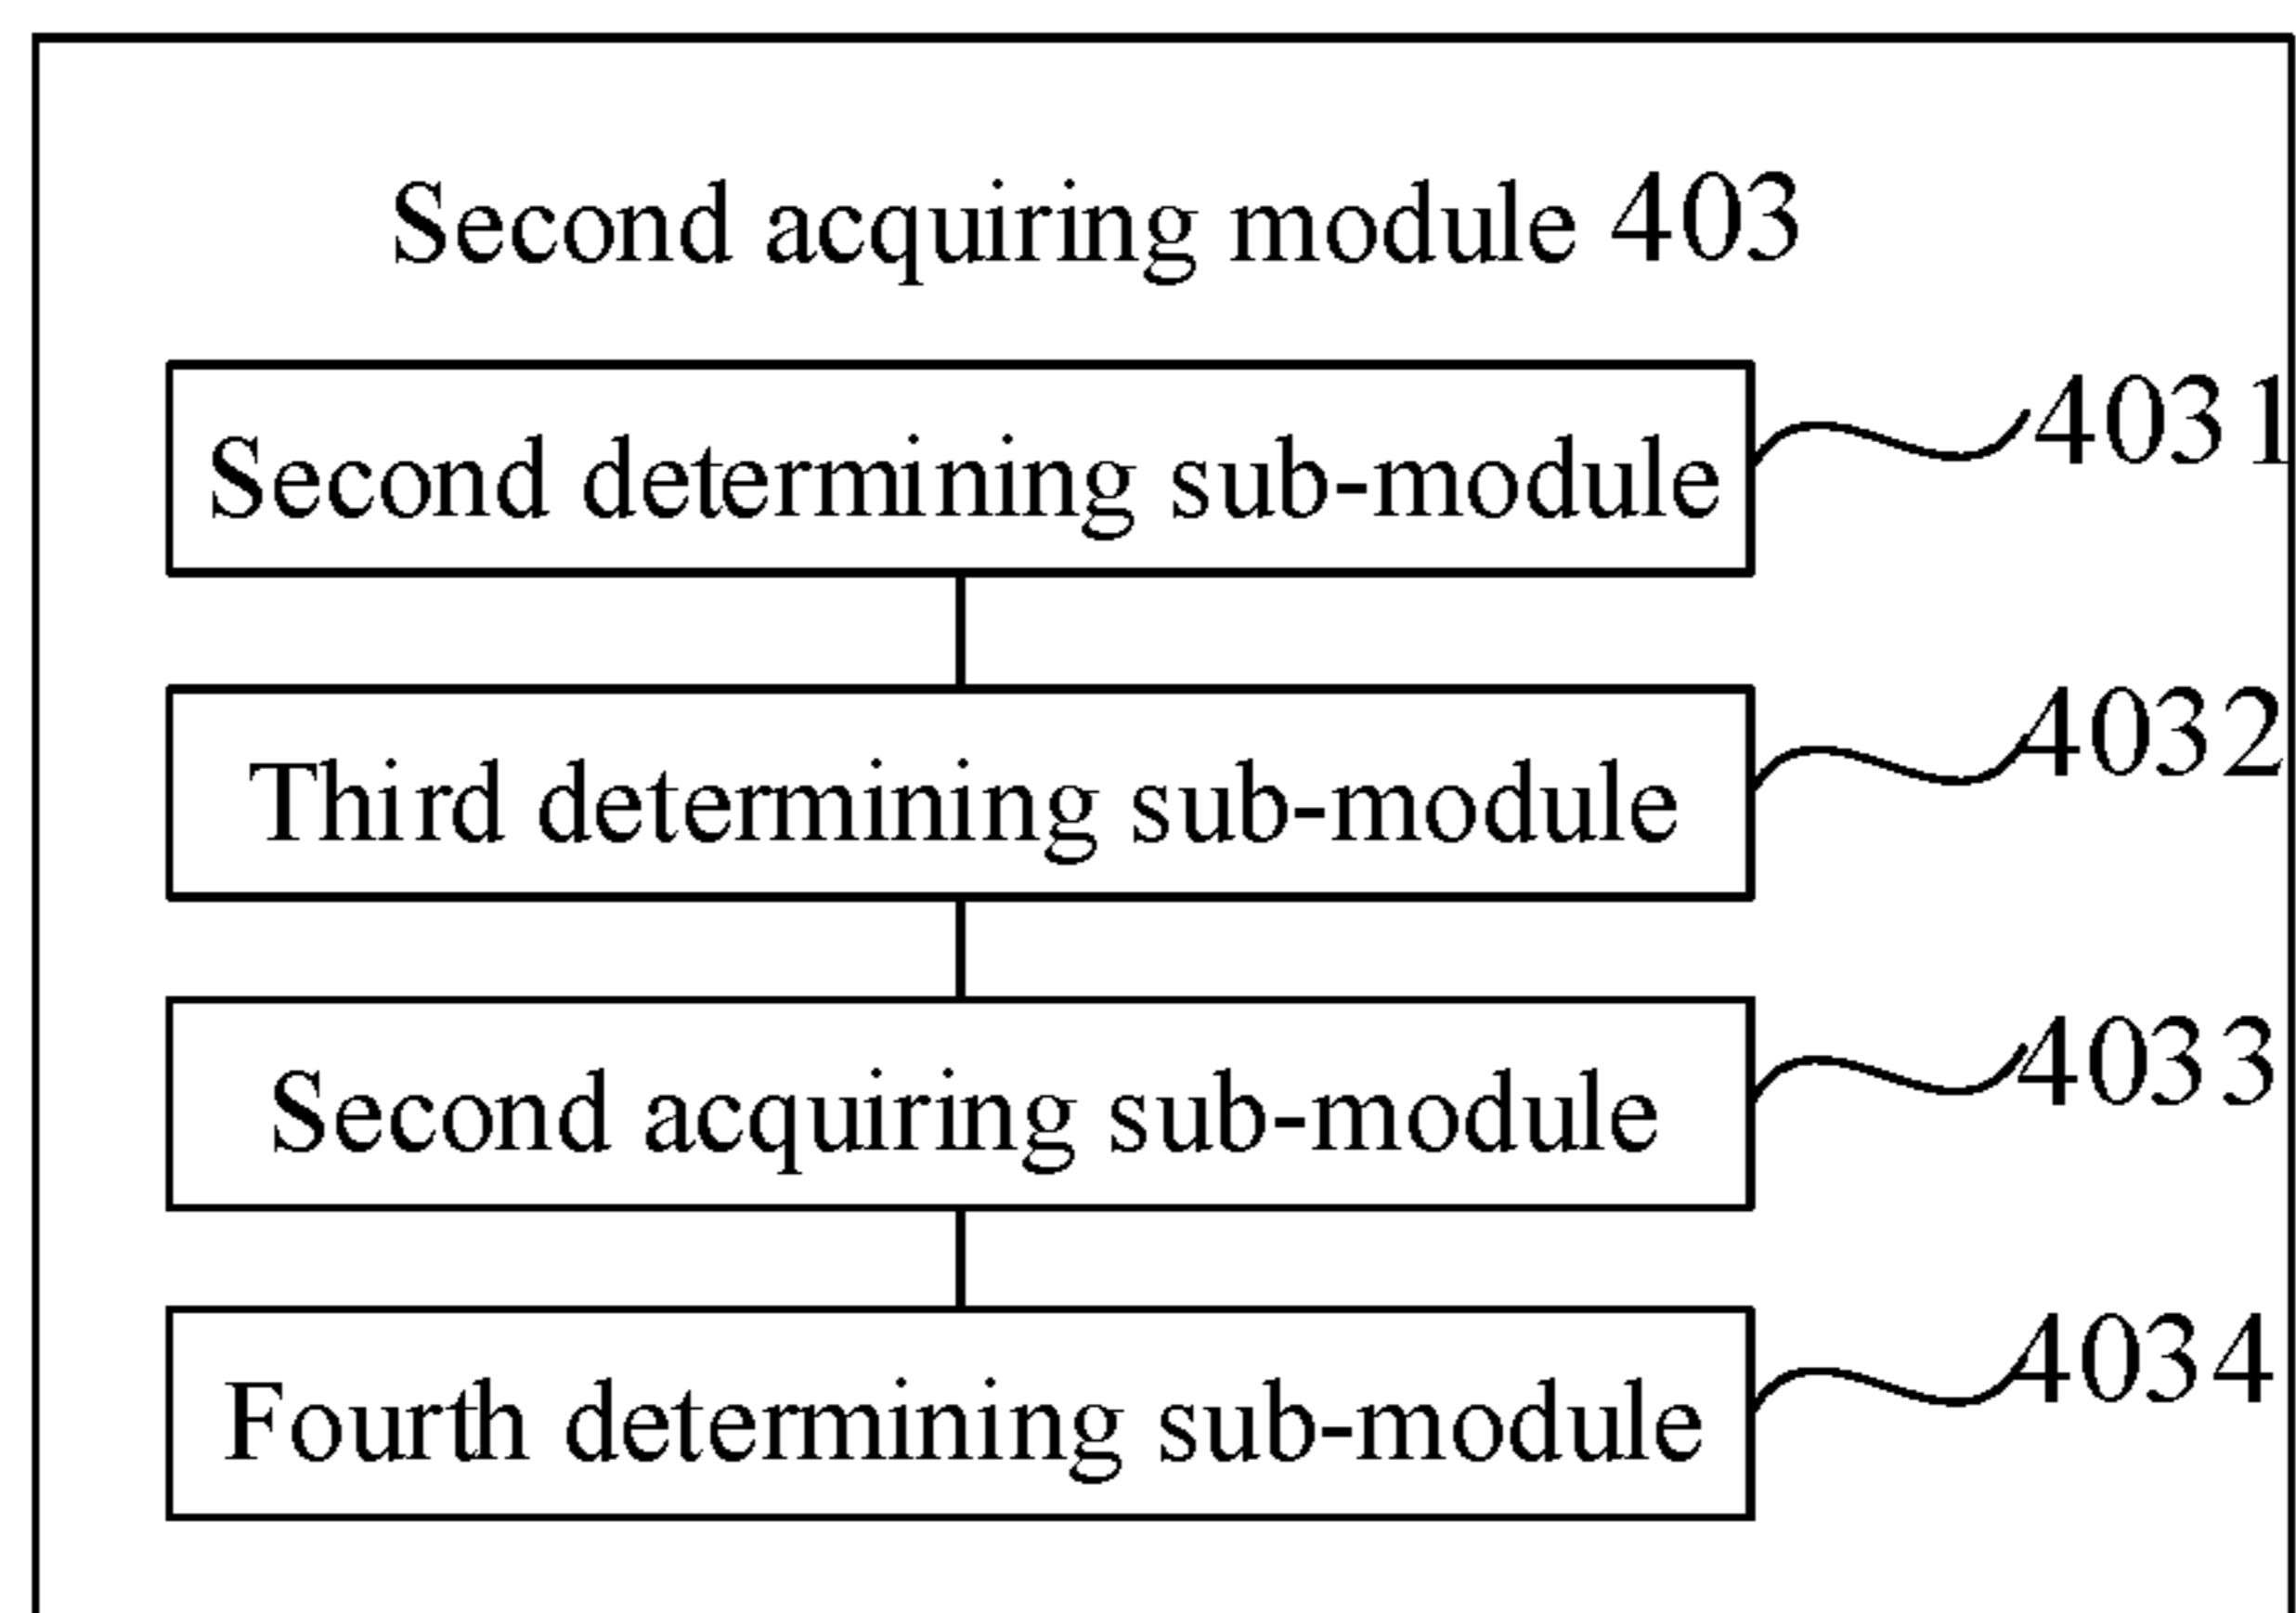 Second acquiring module 403
Second determining sub-module 4031
Third determining sub-module 4032
Second acquiring sub-module 4033
Fourth determining sub-module 4034